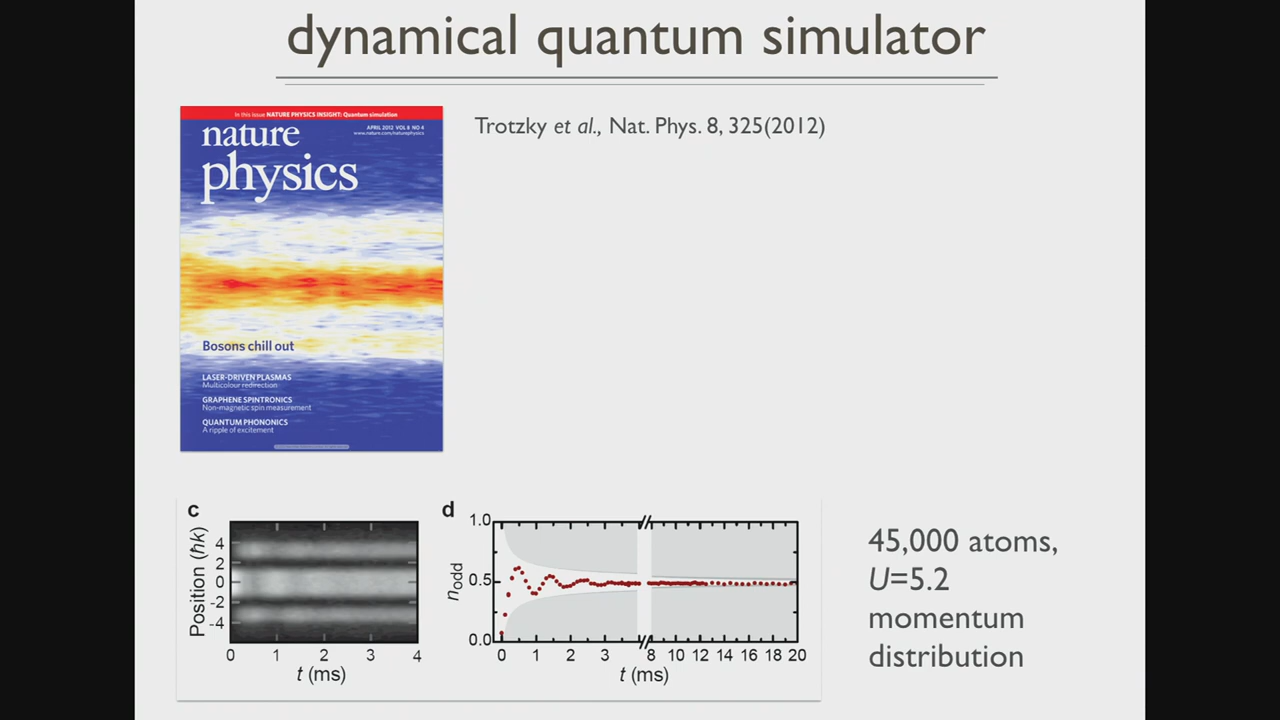 dynamical quantum simulator
In this issue NATURE PHYSICS INSIGHT: Quantum simulation
APRIL 2012 VOL 8 NO 4
www.nature.com/naturephysics
nature
physics
Bosons chill out
LASER-DRIVEN PLASMAS
Multicolour redirection
GRAPHENE SPINTRONICS
Non-magnetic spin measurement
QUANTUM PHONONICS
A ripple of excitement
Trotzky et al., Nat. Phys. 8, 325(2012)
c
Position (ħk)
4
2
0
-2
-4
0 1 2 3 4
t (ms)
d
n_odd
1.0
0.5
0.0
0 1 2 3 8 10 12 14 16 18 20
t (ms)
45,000 atoms,
U=5.2
momentum
distribution